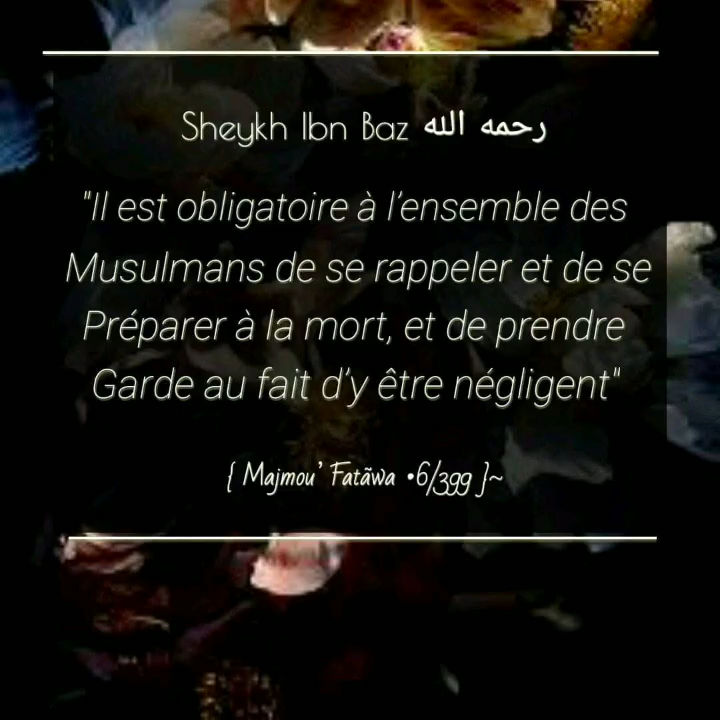 Sheykh Ibn Baz رحمه الله
"Il est obligatoire à l'ensemble des
Musulmans de se rappeler et de se
Préparer à la mort, et de prendre
Garde au fait d'y être négligent"
{ Majmou' Fatãwa •6/399 }~